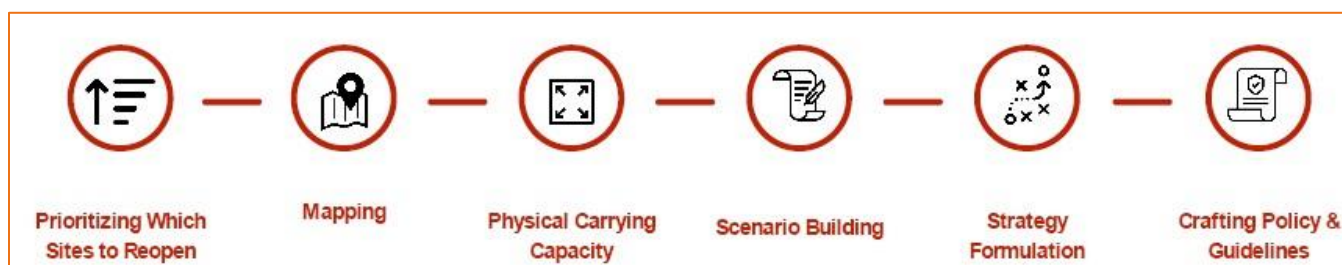 Prioritizing Which
Sites to Reopen
Mapping
Physical Carrying
Capacity
Scenario Building
Strategy
Formulation
Crafting Policy &
Guidelines